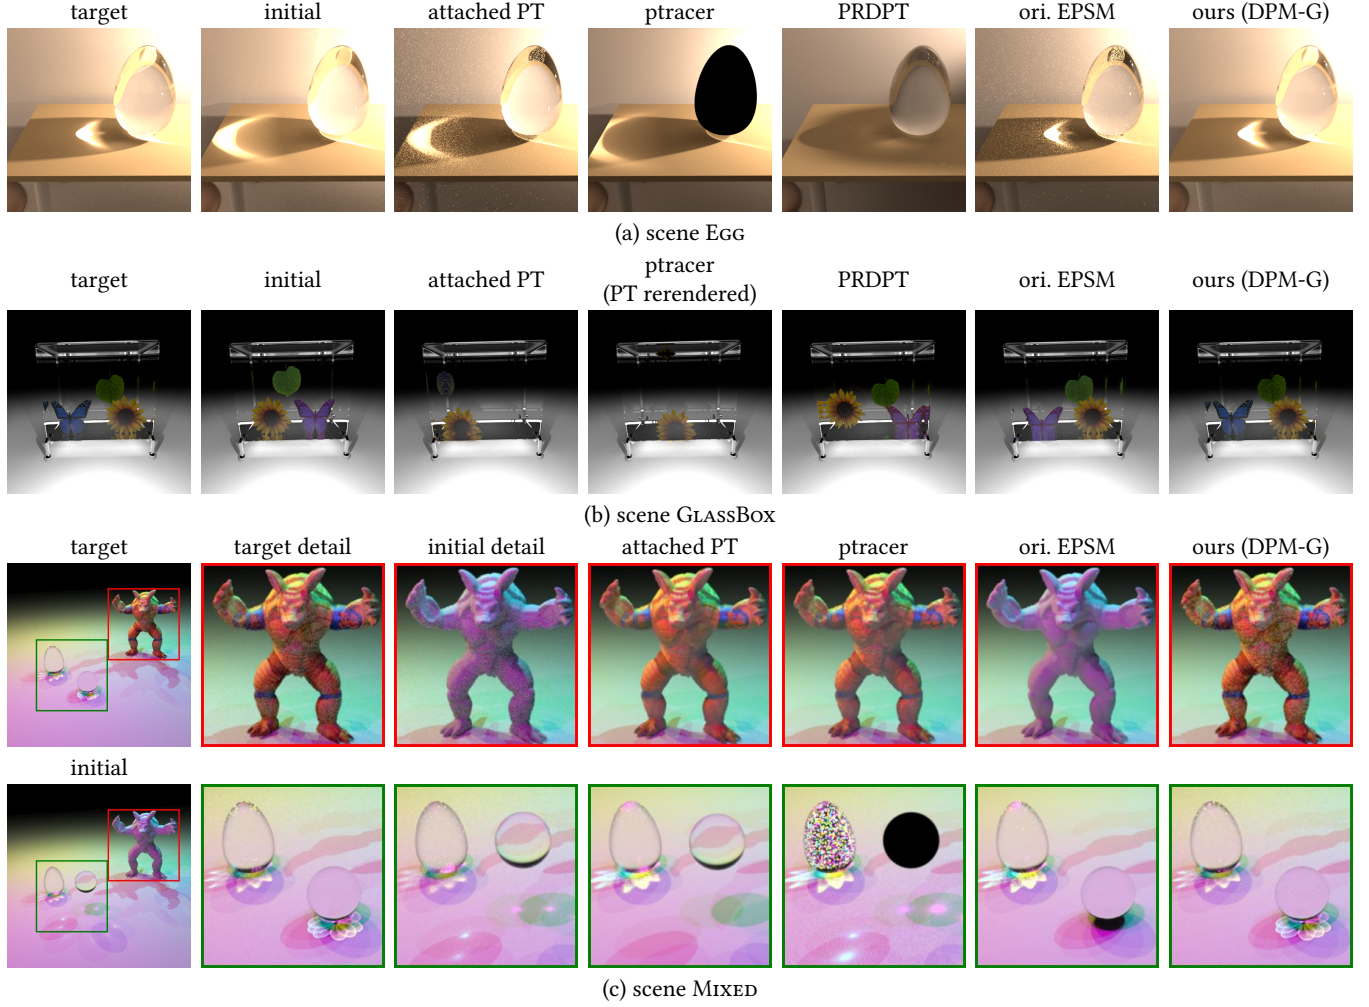 target initial attached PT ptracer PRDPT ori. EPSM ours (DPM-G)
(a) scene EGG
target initial attached PT ptracer (PT rerendered) PRDPT ori. EPSM ours (DPM-G)
(b) scene GLASSBOX
target target detail initial detail attached PT ptracer ori. EPSM ours (DPM-G)
initial
(c) scene MIXED